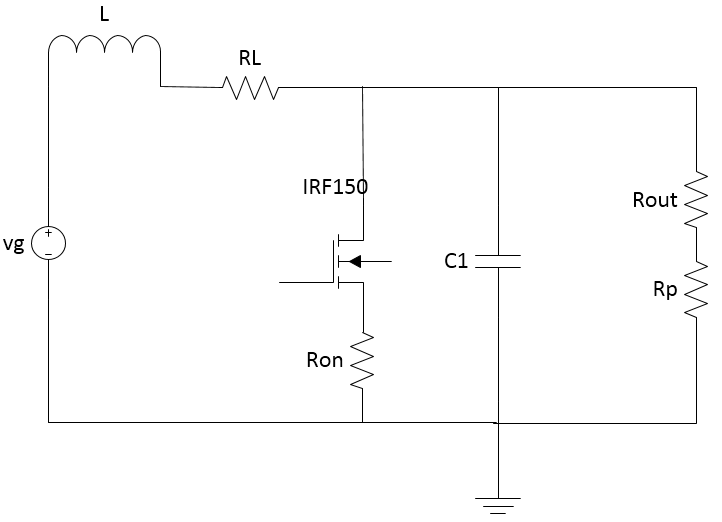 L
RL
IRF150
Rout
vg
+
−
C1
Rp
Ron